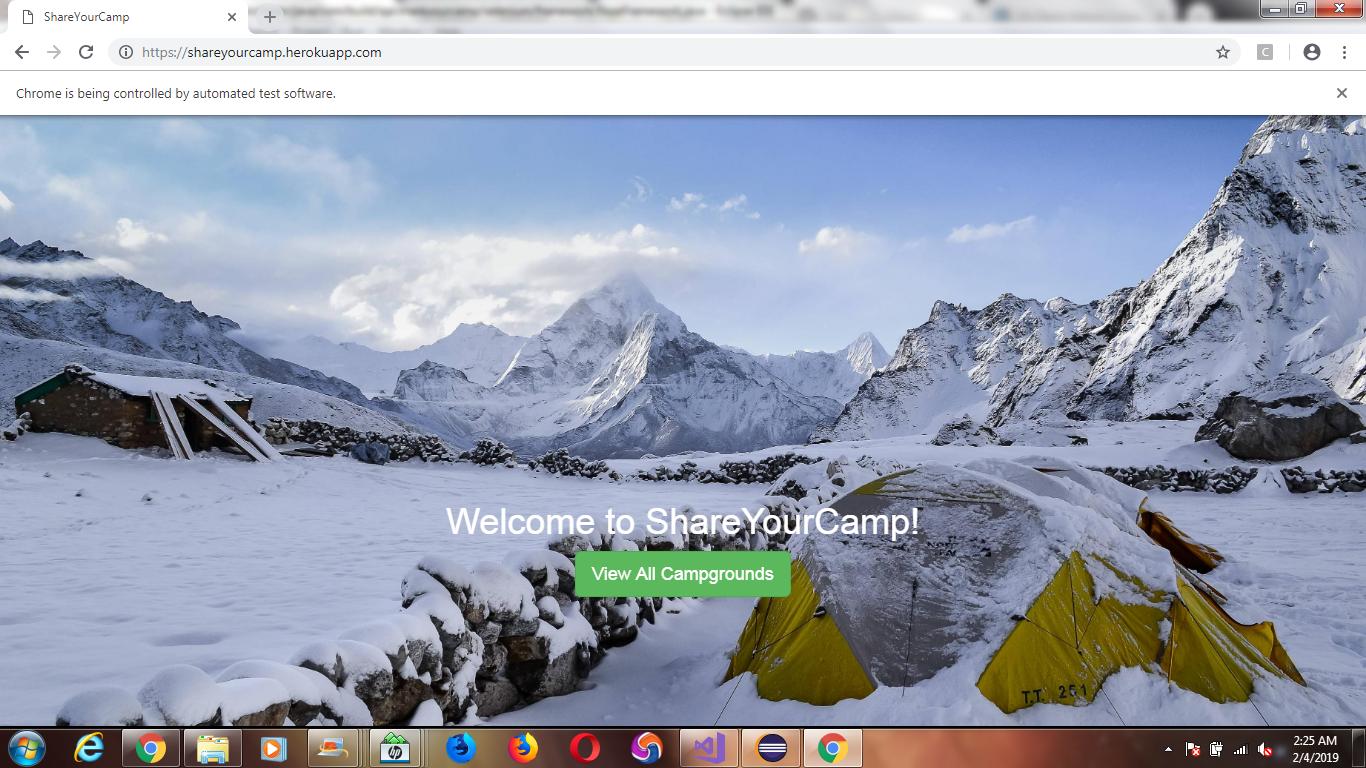 ShareYourCamp
https://shareyourcamp.herokuapp.com
C
Chrome is being controlled by automated test software.
Welcome to ShareYourCamp!
View All Campgrounds
T.T. 251
hp
2:25 AM
2/4/2019